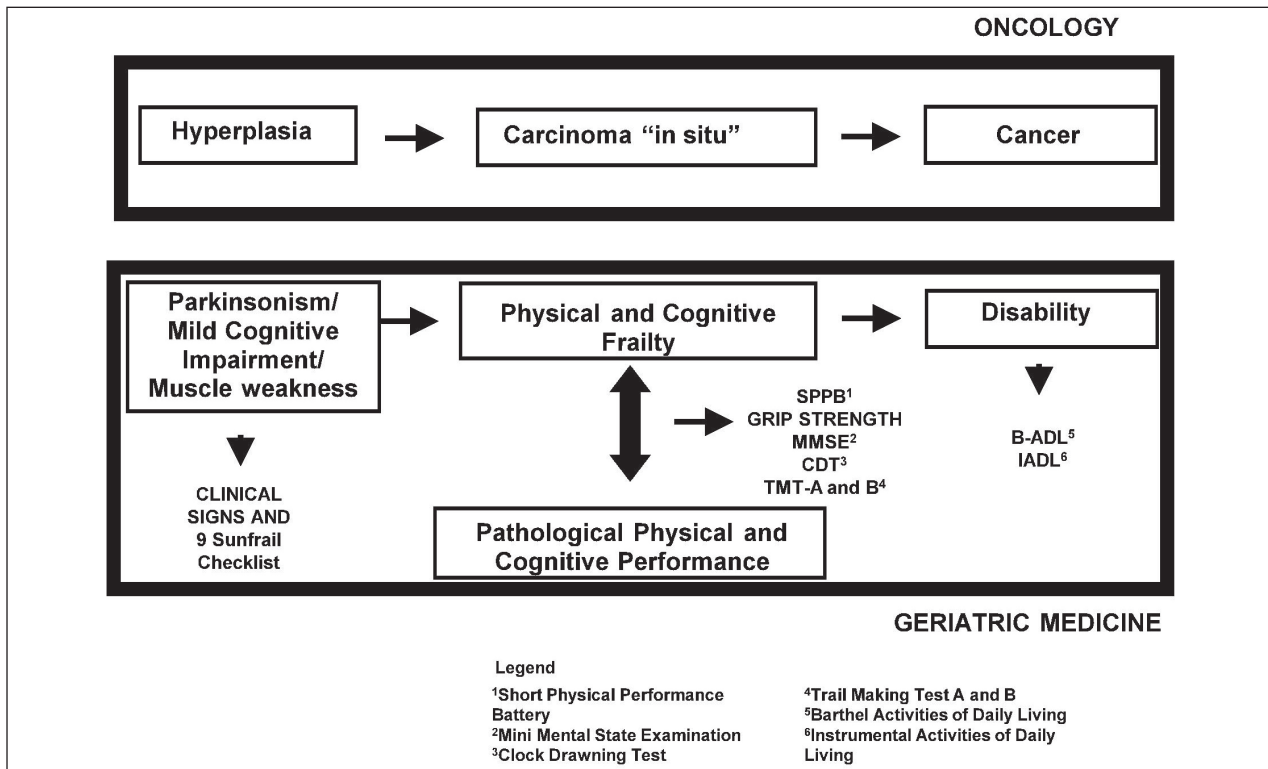 ONCOLOGY
Hyperplasia
Carcinoma “in situ”
Cancer
Parkinsonism/
Mild Cognitive
Impairment/
Muscle weakness
Physical and Cognitive
Frailty
Disability
CLINICAL
SIGNS AND
9 Sunfrail
Checklist
SPPB¹
GRIP STRENGTH
MMSE²
CDT³
TMT-A and B⁴
B-ADL⁵
IADL⁶
Pathological Physical and
Cognitive Performance
GERIATRIC MEDICINE
Legend
¹Short Physical Performance
Battery
²Mini Mental State Examination
³Clock Drawning Test
⁴Trail Making Test A and B
⁵Barthel Activities of Daily Living
⁶Instrumental Activities of Daily
Living